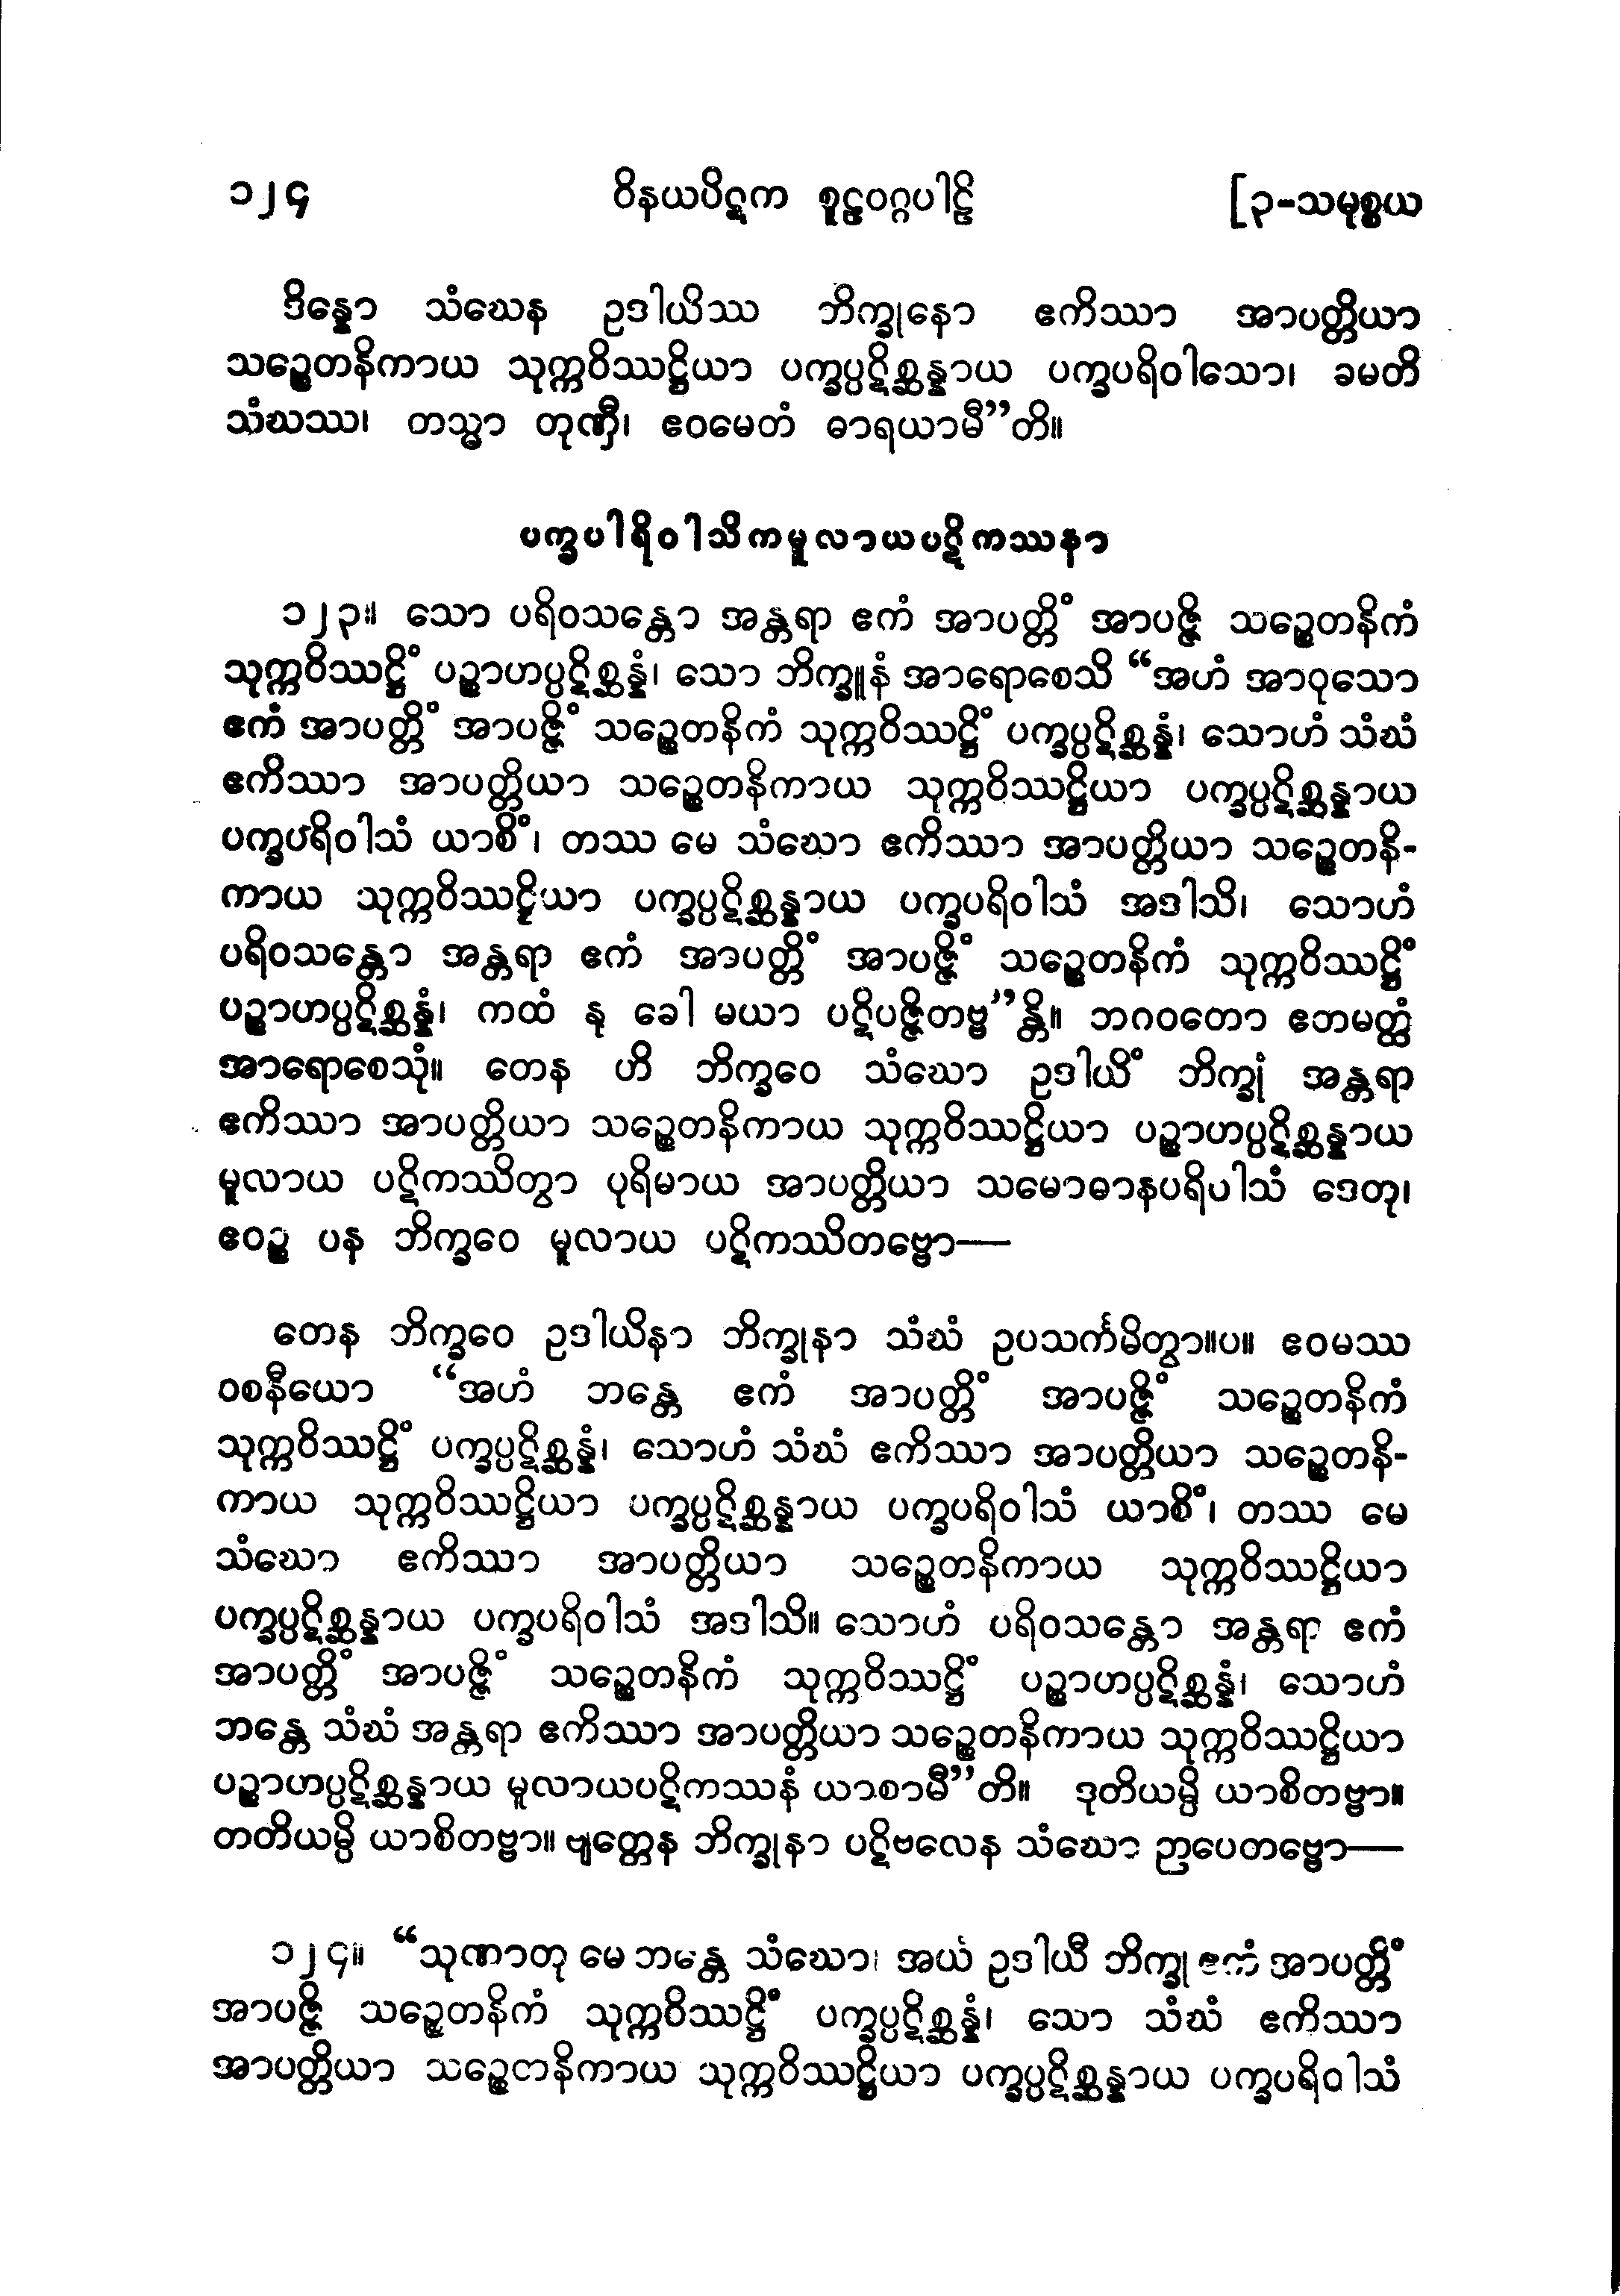 ၁၂၄ ဝိနယပိဋက စူဠဝဂ္ဂပါဠိ [၃-သမုစ္စယ
ဒိန္နော သံဃေန ဥဒါယိဿ ဘိက္ခုနော ဧကိဿာ အာပတ္တိယာ
သဉ္စေတနိကာယ သုက္ကဝိဿဋ္ဌိယာ ပက္ခပ္ပဋိစ္ဆန္နာယ ပက္ခပရိဝါသော၊ ခမတိ
သံဃဿ၊ တသ္မာ တုဏှီ၊ ဧဝမေတံ ဓာရယာမီ”တိ။
ပက္ခပါရိဝါသိကမူလာယပဋိကဿနာ
၁၂၃။ သော ပရိဝသန္တော အန္တရာ ဧကံ အာပတ္တိံ အာပဇ္ဇိ သဉ္စေတနိကံ
သုက္ကဝိဿဋ္ဌိံ ပဉ္စာဟပ္ပဋိစ္ဆန္နံ၊ သော ဘိက္ခူနံ အာရောစေသိ “အဟံ အာဝုသော
ဧကံ အာပတ္တိံ အာပဇ္ဇိံ သဉ္စေတနိကံ သုက္ကဝိဿဋ္ဌိံ ပက္ခပ္ပဋိစ္ဆန္နံ၊ သောဟံ သံဃံ
ဧကိဿာ အာပတ္တိယာ သဉ္စေတနိကာယ သုက္ကဝိဿဋ္ဌိယာ ပက္ခပ္ပဋိစ္ဆန္နာယ
ပက္ခပရိဝါသံ ယာစိံ၊ တဿ မေ သံဃော ဧကိဿာ အာပတ္တိယာ သဉ္စေတနိ-
ကာယ သုက္ကဝိဿဋ္ဌိယာ ပက္ခပ္ပဋိစ္ဆန္နာယ ပက္ခပရိဝါသံ အဒါသိ၊ သောဟံ
ပရိဝသန္တော အန္တရာ ဧကံ အာပတ္တိံ အာပဇ္ဇိံ သဉ္စေတနိကံ သုက္ကဝိဿဋ္ဌိံ
ပဉ္စာဟပ္ပဋိစ္ဆန္နံ၊ ကထံ နု ခေါ မယာ ပဋိပဇ္ဇိတဗ္ဗ”န္တိ။ ဘဂဝတော ဧတမတ္ထံ
အာရောစေသုံ။ တေန ဟိ ဘိက္ခဝေ သံဃော ဥဒါယိံ ဘိက္ခုံ အန္တရာ
ဧကိဿာ အာပတ္တိယာ သဉ္စေတနိကာယ သုက္ကဝိဿဋ္ဌိယာ ပဉ္စာဟပ္ပဋိစ္ဆန္နာယ
မူလာယ ပဋိကဿိတွာ ပုရိမာယ အာပတ္တိယာ သမောဓာနပရိဝါသံ ဒေတု၊
ဧဝဉ္စ ပန ဘိက္ခဝေ မူလာယ ပဋိကဿိတဗ္ဗော—
တေန ဘိက္ခဝေ ဥဒါယိနာ ဘိက္ခုနာ သံဃံ ဥပသင်္ကမိတွာ။ပ။ ဧဝမဿ
ဝစနီယော “အဟံ ဘန္တေ ဧကံ အာပတ္တိံ အာပဇ္ဇိံ သဉ္စေတနိကံ
သုက္ကဝိဿဋ္ဌိံ ပက္ခပ္ပဋိစ္ဆန္နံ၊ သောဟံ သံဃံ ဧကိဿာ အာပတ္တိယာ သဉ္စေတနိ-
ကာယ သုက္ကဝိဿဋ္ဌိယာ ပက္ခပ္ပဋိစ္ဆန္နာယ ပက္ခပရိဝါသံ ယာစိံ၊ တဿ မေ
သံဃော ဧကိဿာ အာပတ္တိယာ သဉ္စေတနိကာယ သုက္ကဝိဿဋ္ဌိယာ
ပက္ခပ္ပဋိစ္ဆန္နာယ ပက္ခပရိဝါသံ အဒါသိ။ သောဟံ ပရိဝသန္တော အန္တရာ ဧကံ
အာပတ္တိံ အာပဇ္ဇိံ သဉ္စေတနိကံ သုက္ကဝိဿဋ္ဌိံ ပဉ္စာဟပ္ပဋိစ္ဆန္နံ၊ သောဟံ
ဘန္တေ သံဃံ အန္တရာ ဧကိဿာ အာပတ္တိယာ သဉ္စေတနိကာယ သုက္ကဝိဿဋ္ဌိယာ
ပဉ္စာဟပ္ပဋိစ္ဆန္နာယ မူလာယပဋိကဿနံ ယာစာမီ”တိ။ ဒုတိယမ္ပိ ယာစိတဗ္ဗာ။
တတိယမ္ပိ ယာစိတဗ္ဗာ။ ဗျတ္တေန ဘိက္ခုနာ ပဋိဗလေန သံဃော ဉာပေတဗ္ဗော—
၁၂၄။ “သုဏာတု မေ ဘန္တေ သံဃော၊ အယံ ဥဒါယီ ဘိက္ခု ဧကံ အာပတ္တိံ
အာပဇ္ဇိ သဉ္စေတနိကံ သုက္ကဝိဿဋ္ဌိံ ပက္ခပ္ပဋိစ္ဆန္နံ၊ သော သံဃံ ဧကိဿာ
အာပတ္တိယာ သဉ္စေတနိကာယ သုက္ကဝိဿဋ္ဌိယာ ပက္ခပ္ပဋိစ္ဆန္နာယ ပက္ခပရိဝါသံ